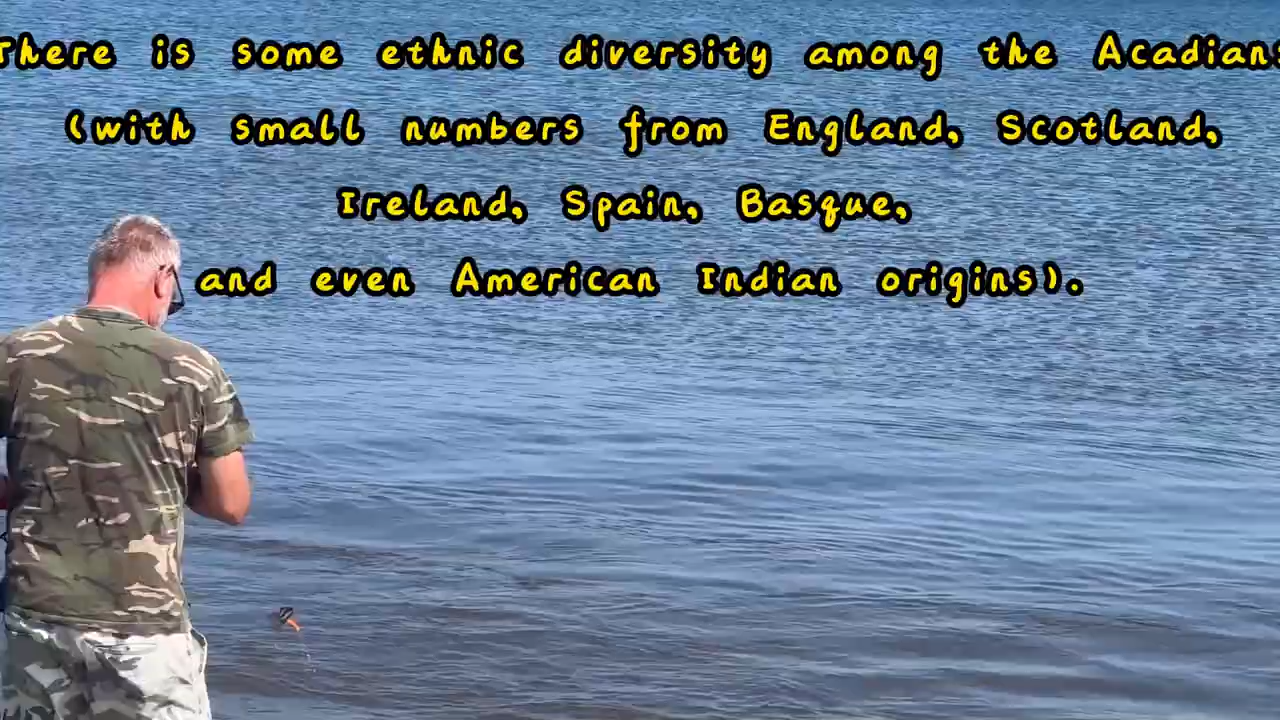 There is some ethnic diversity among the Acadians
(with small numbers from England, Scotland,
Ireland, Spain, Basque,
and even American Indian origins).